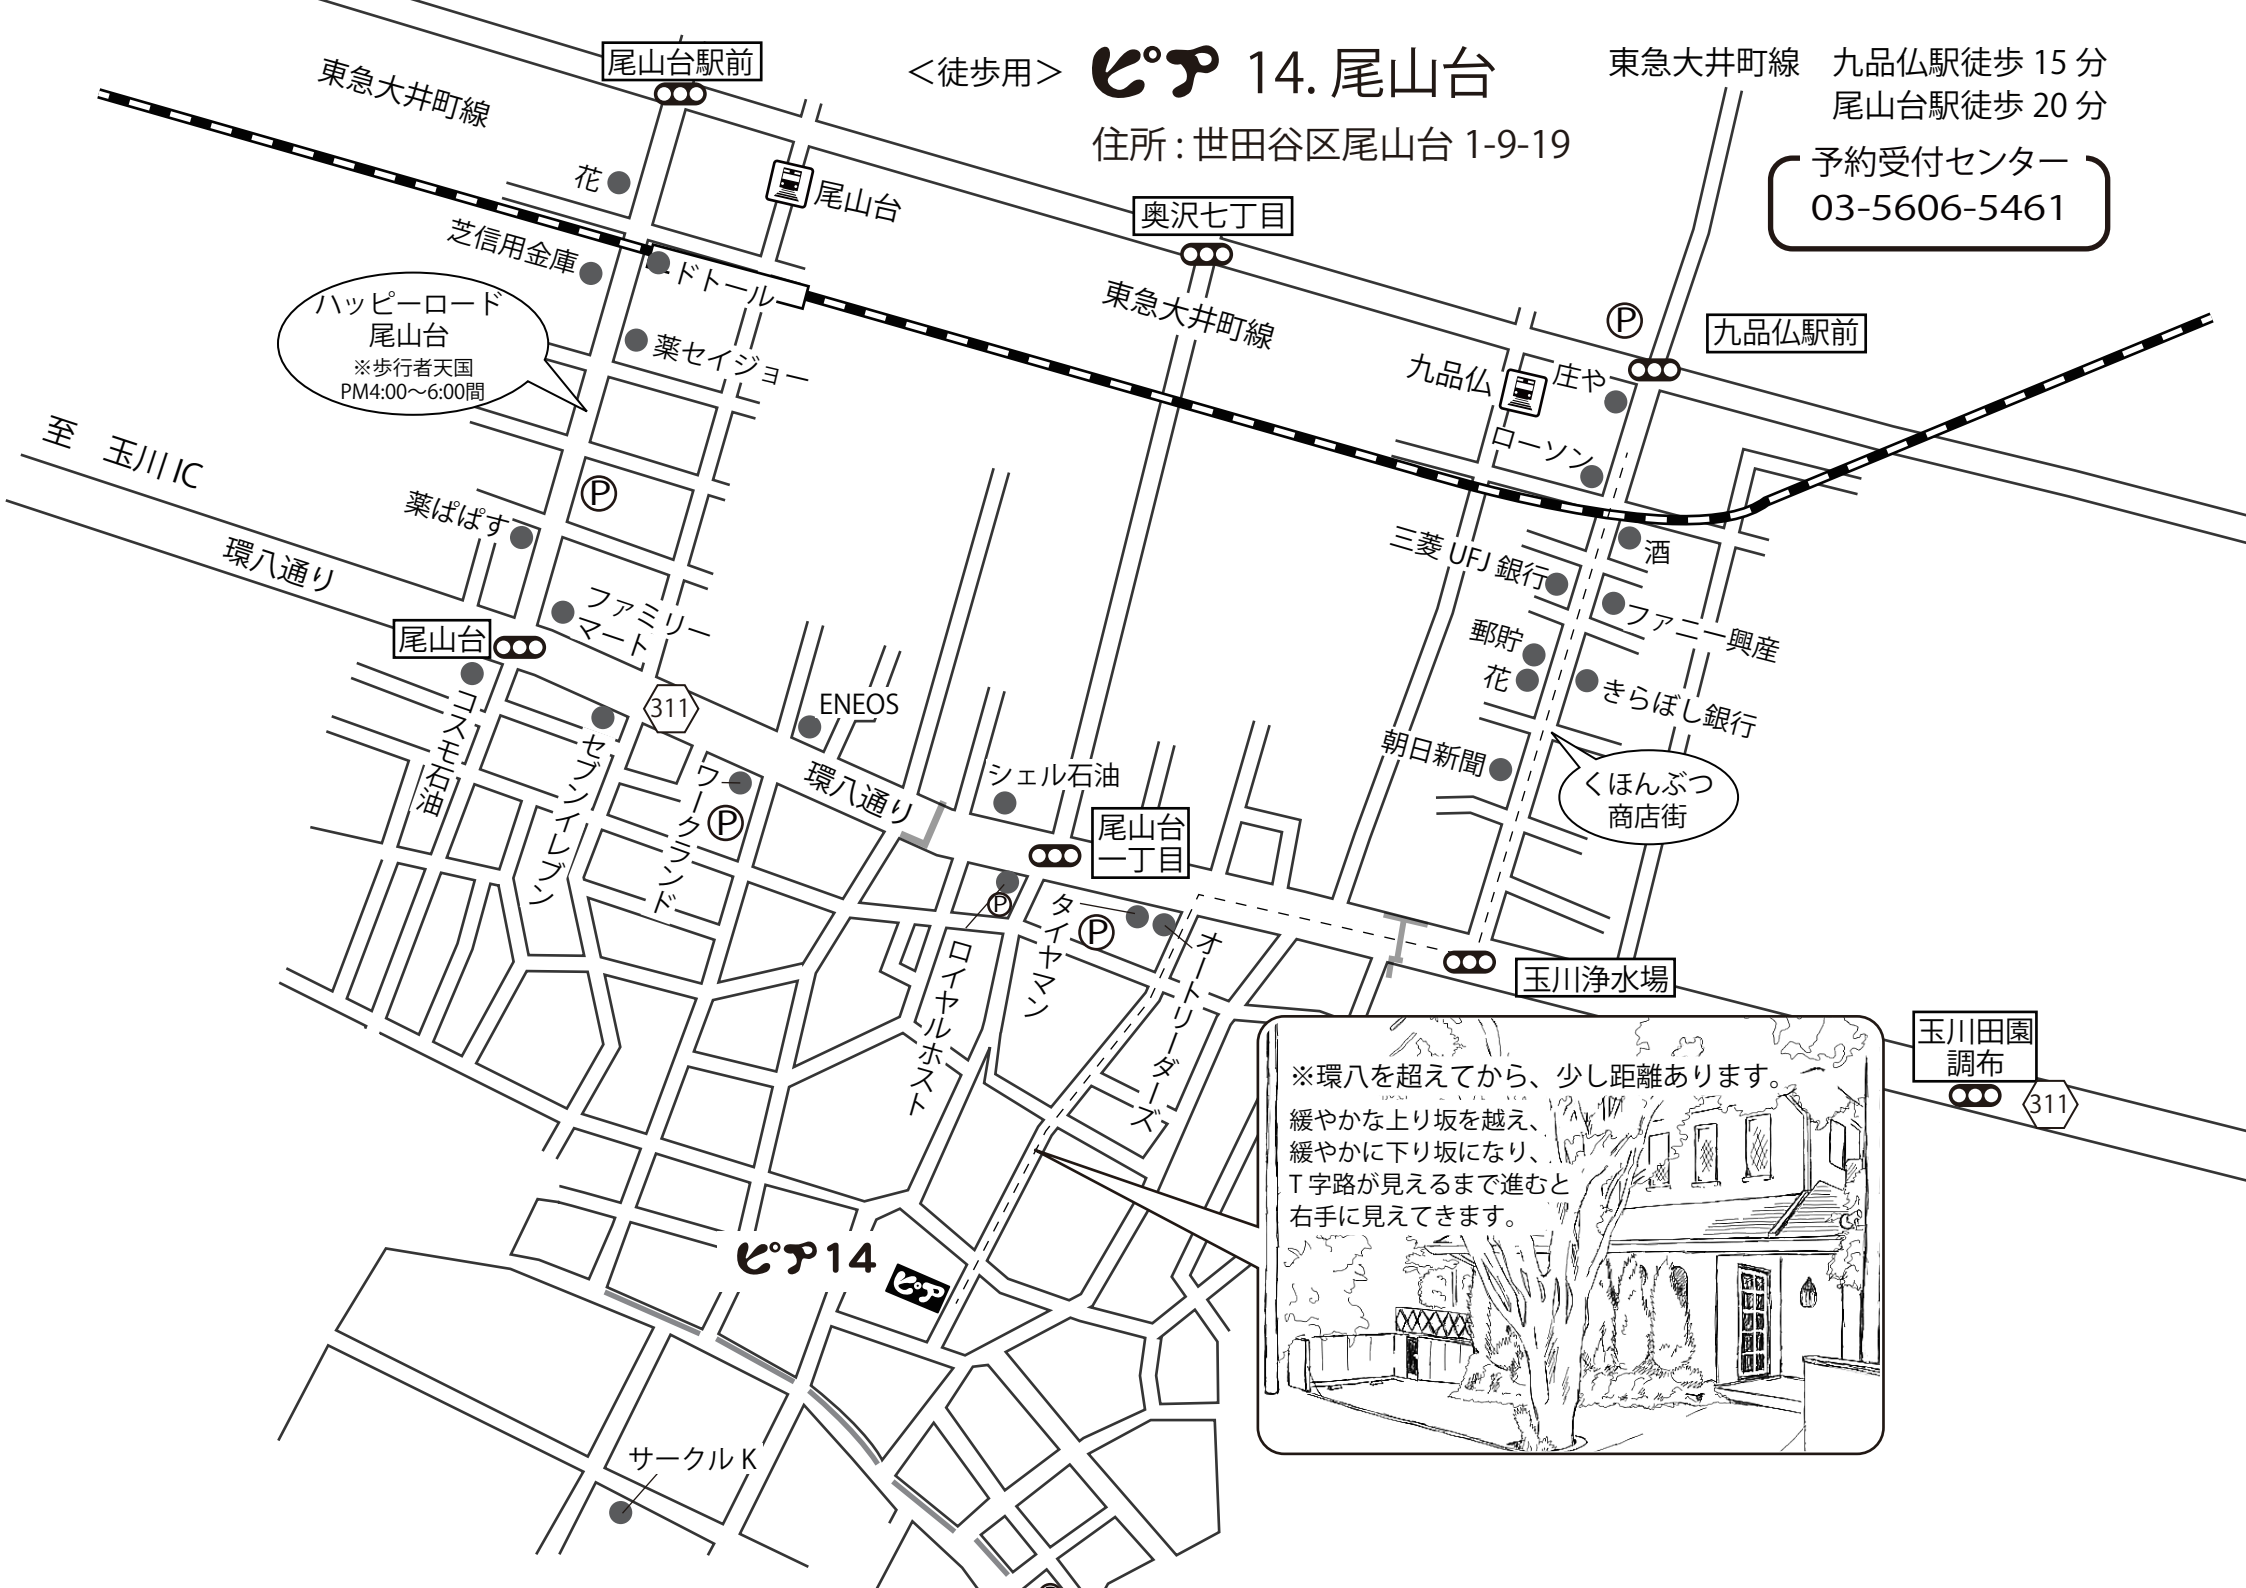 ＜徒歩用＞ ピア 14. 尾山台
住所 : 世田谷区尾山台 1-9-19
東急大井町線　九品仏駅徒歩 15 分
尾山台駅徒歩 20 分
予約受付センター
03-5606-5461
尾山台駅前
東急大井町線
花
尾山台
芝信用金庫
ドトール
ハッピーロード
尾山台
※歩行者天国
PM4:00～6:00間
薬セイジョー
奥沢七丁目
東急大井町線
P
九品仏駅前
九品仏
庄や
ローソン
至　玉川 IC
環八通り
薬ぱぱす
P
ファミリー
マート
尾山台
311
コスモ石油
セブンイレブン
ワークランド
P
ENEOS
環八通り
シェル石油
尾山台
一丁目
三菱 UFJ 銀行
酒
ファニー興産
郵貯
花
きらぼし銀行
朝日新聞
くほんぶつ
商店街
P
ロイヤルホスト
タイヤマン
P
オートリーダーズ
玉川浄水場
玉川田園
調布
311
※環八を超えてから、少し距離あります。
緩やかな上り坂を越え、
緩やかに下り坂になり、
T 字路が見えるまで進むと
右手に見えてきます。
ピア 14
ピア
サークル K